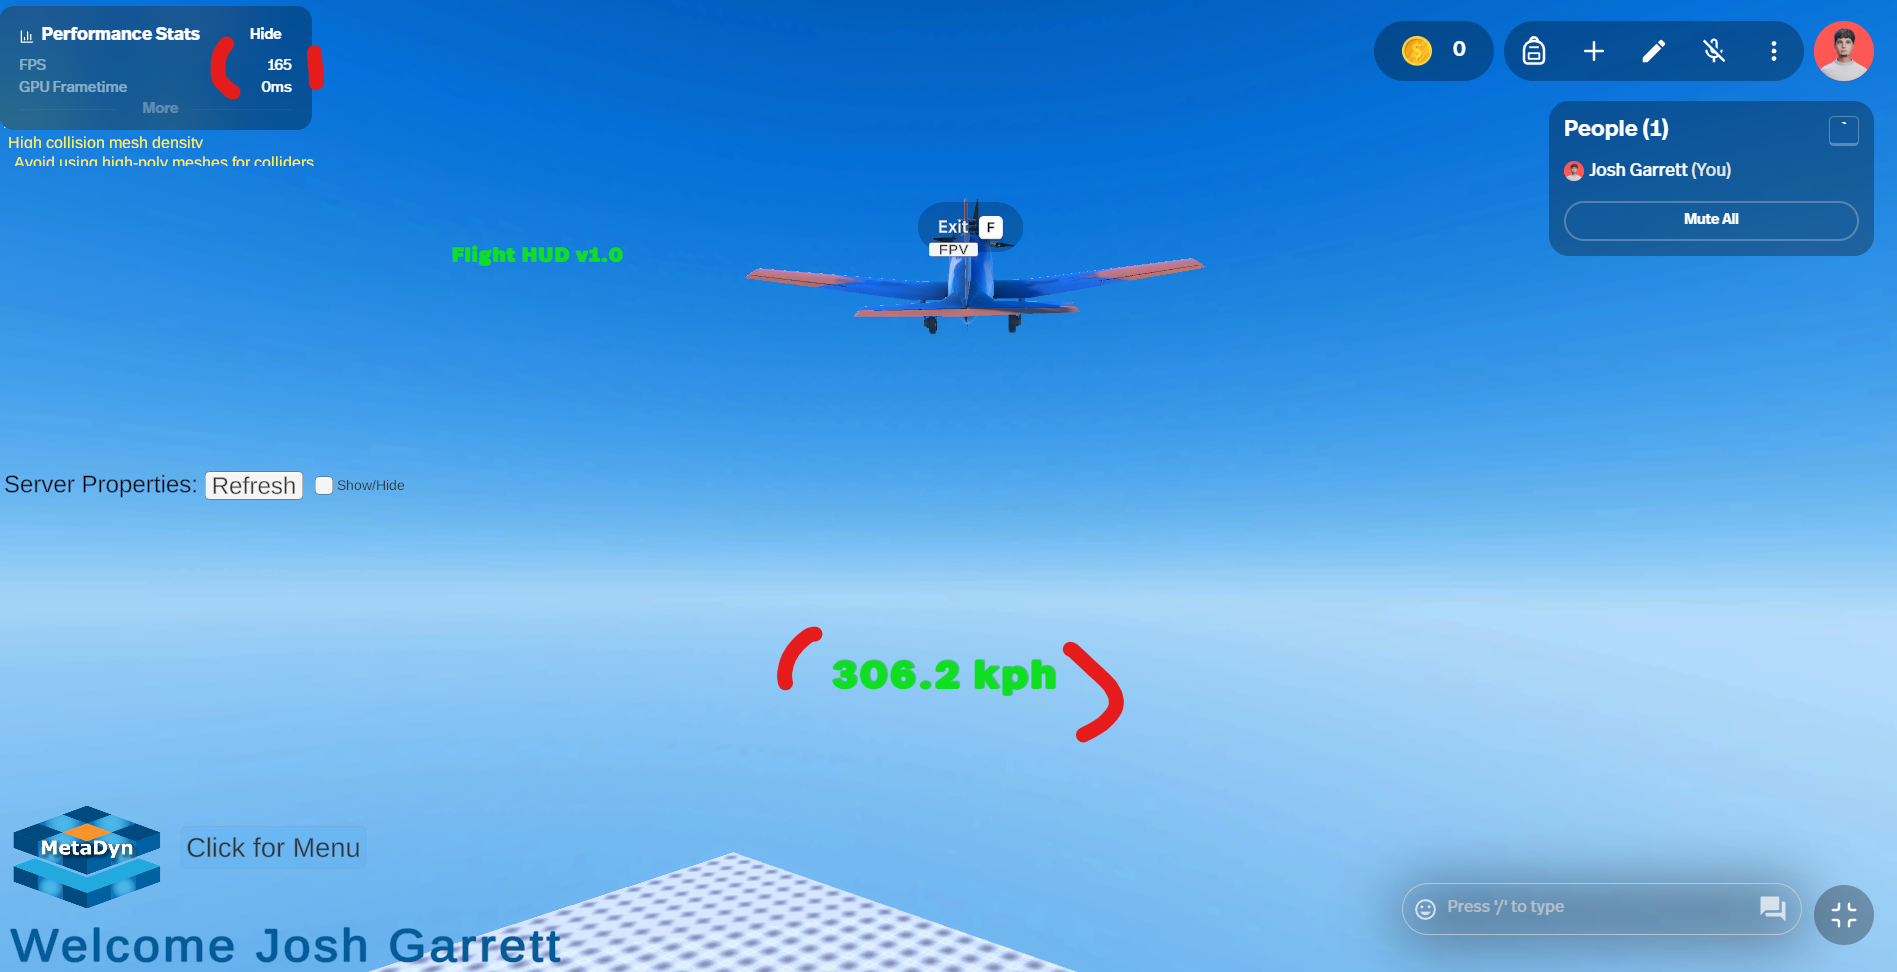 Performance Stats Hide
FPS 165
GPU Frametime 0ms
More
High collision mesh density
Avoid using high-poly meshes for colliders
0
People (1)
Josh Garrett (You)
Mute All
Exit F
FPV
Flight HUD v1.0
Server Properties: Refresh Show/Hide
306.2 kph
MetaDyn
Click for Menu
Press '/' to type
Welcome Josh Garrett